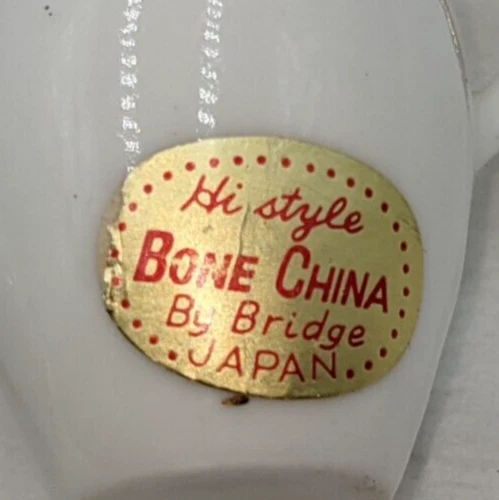 Hi style
BONE CHINA
By Bridge
JAPAN